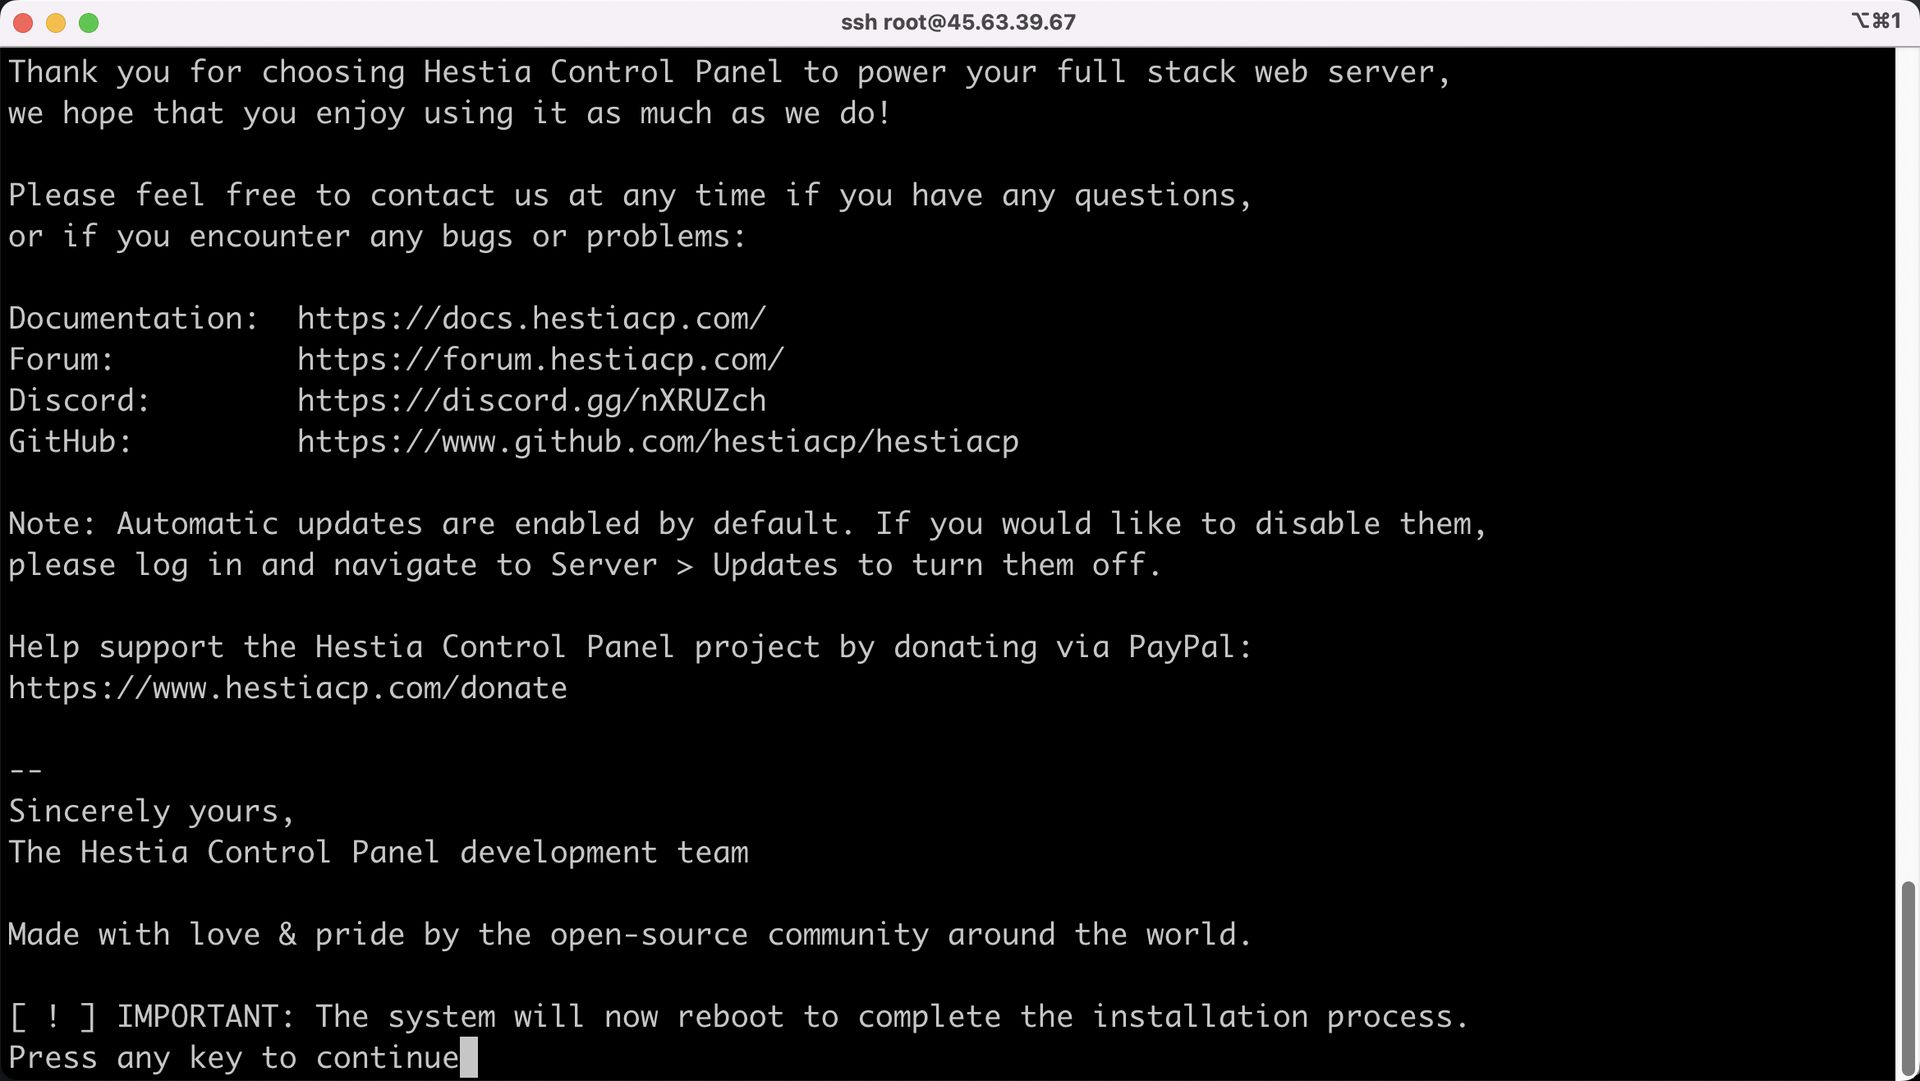 ssh root@45.63.39.67
⌥⌘1
Thank you for choosing Hestia Control Panel to power your full stack web server,
we hope that you enjoy using it as much as we do!
Please feel free to contact us at any time if you have any questions,
or if you encounter any bugs or problems:
Documentation:  https://docs.hestiacp.com/
Forum:          https://forum.hestiacp.com/
Discord:        https://discord.gg/nXRUZch
GitHub:         https://www.github.com/hestiacp/hestiacp
Note: Automatic updates are enabled by default. If you would like to disable them,
please log in and navigate to Server > Updates to turn them off.
Help support the Hestia Control Panel project by donating via PayPal:
https://www.hestiacp.com/donate
--
Sincerely yours,
The Hestia Control Panel development team
Made with love & pride by the open-source community around the world.
[ ! ] IMPORTANT: The system will now reboot to complete the installation process.
Press any key to continue